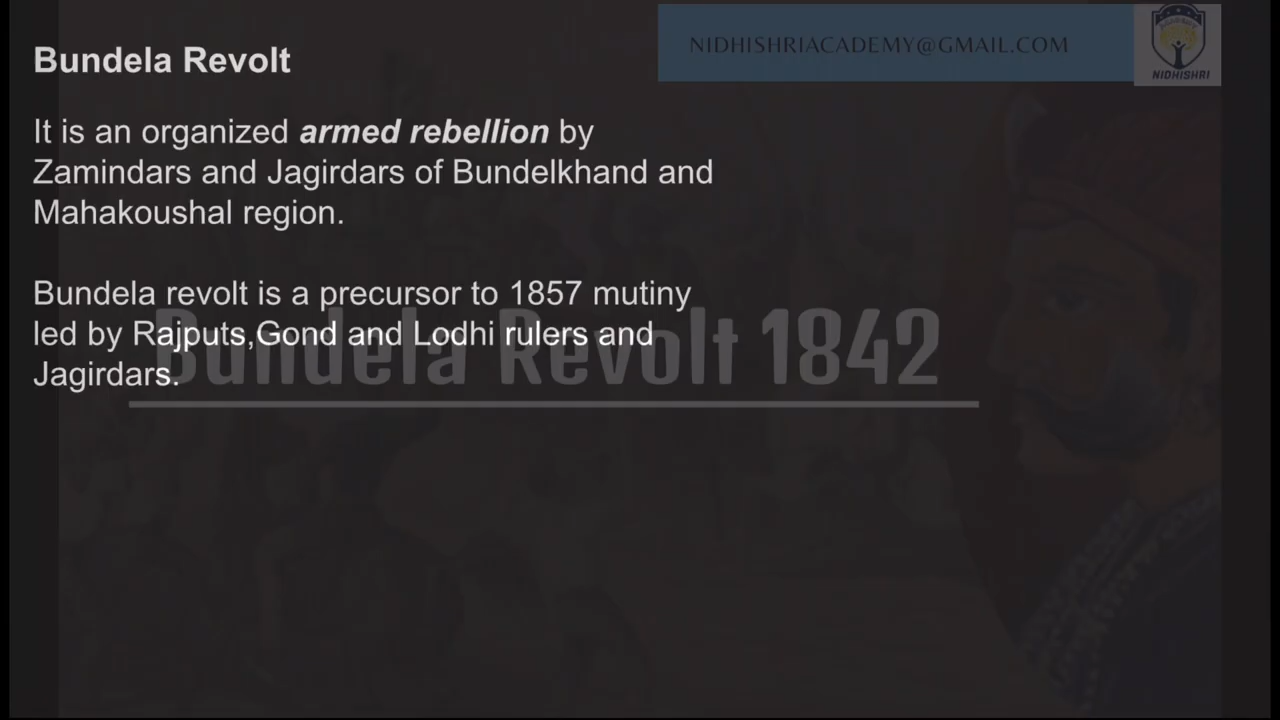 NIDHISHRIACADEMY@GMAIL.COM
NIDHISHRI
Bundela Revolt
It is an organized armed rebellion by
Zamindars and Jagirdars of Bundelkhand and
Mahakoushal region.
Bundela revolt is a precursor to 1857 mutiny
led by Rajputs,Gond and Lodhi rulers and
Jagirdars.
Bundela Revolt 1842